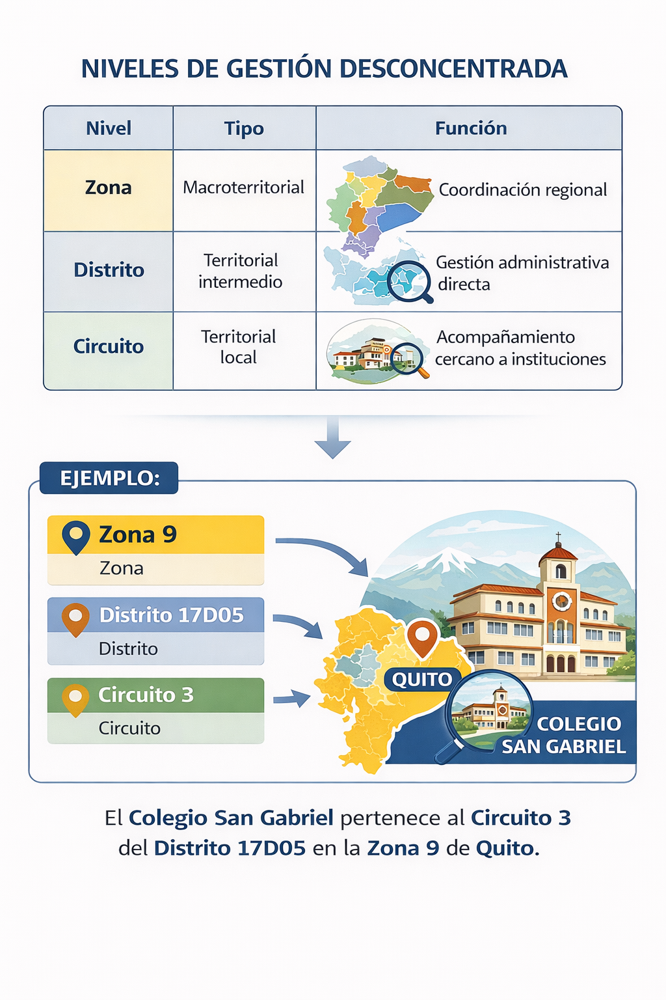 NIVELES DE GESTIÓN DESCONCENTRADA
Nivel
Tipo
Función
Zona
Macroterritorial
Coordinación regional
Distrito
Territorial
intermedio
Gestión administrativa
directa
Circuito
Territorial
local
Acompañamiento
cercano a instituciones
EJEMPLO:
Zona 9
Zona
Distrito 17D05
Distrito
Circuito 3
Circuito
QUITO
COLEGIO
SAN GABRIEL
El Colegio San Gabriel pertenece al Circuito 3
del Distrito 17D05 en la Zona 9 de Quito.